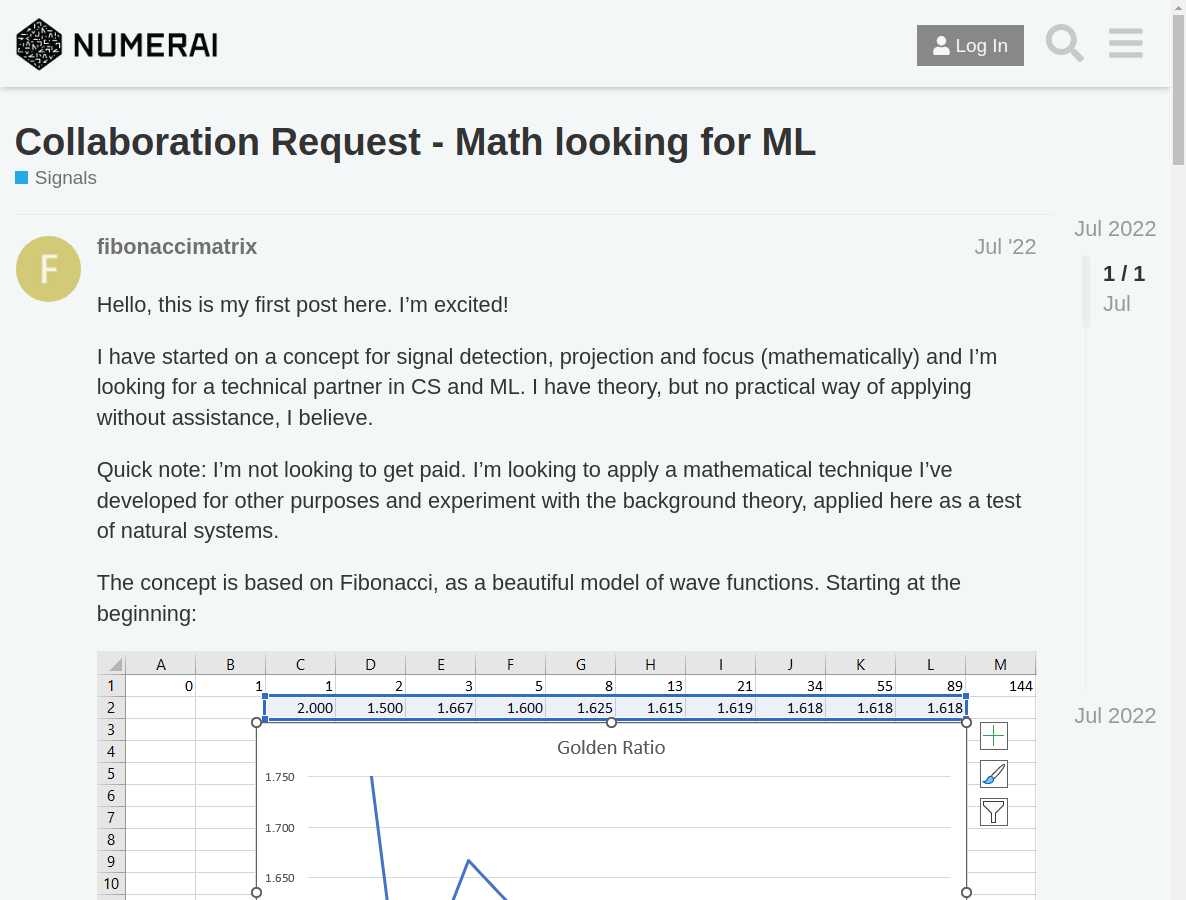 NUMERAI
Log In
Collaboration Request - Math looking for ML
Signals
F
fibonaccimatrix
Jul '22
Hello, this is my first post here. I’m excited!
I have started on a concept for signal detection, projection and focus (mathematically) and I’m
looking for a technical partner in CS and ML. I have theory, but no practical way of applying
without assistance, I believe.
Quick note: I’m not looking to get paid. I’m looking to apply a mathematical technique I’ve
developed for other purposes and experiment with the background theory, applied here as a test
of natural systems.
The concept is based on Fibonacci, as a beautiful model of wave functions. Starting at the
beginning:
A B C D E F G H I J K L M
1 0 1 1 2 3 5 8 13 21 34 55 89 144
2 2.000 1.500 1.667 1.600 1.625 1.615 1.619 1.618 1.618 1.618
3
4
5
6
7
8
9
10
Golden Ratio
1.750
1.700
1.650
Jul 2022
1 / 1
Jul
Jul 2022